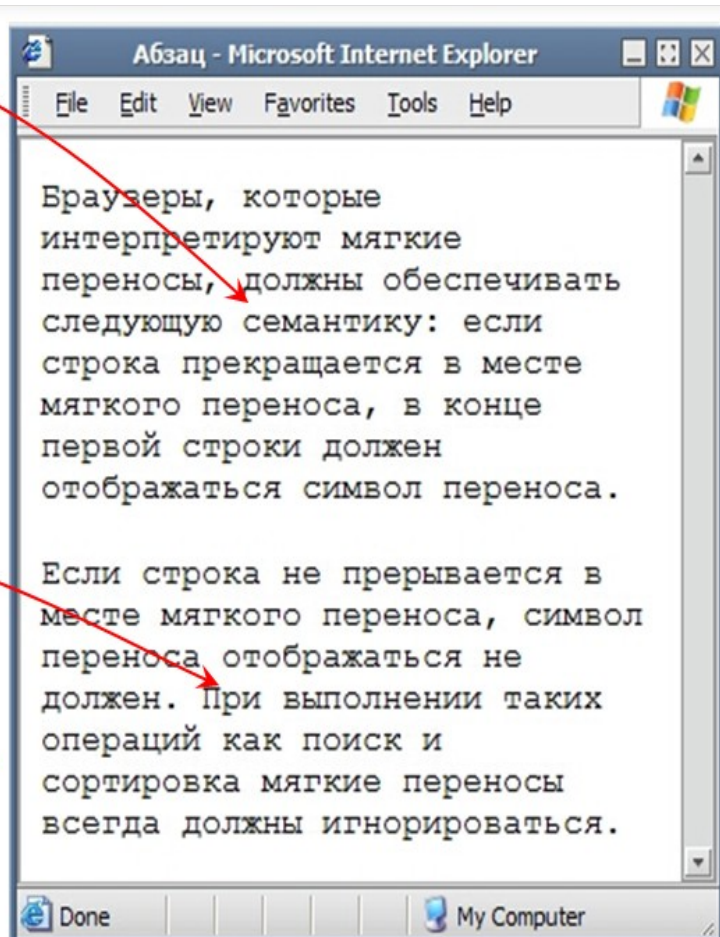 Абзац - Microsoft Internet Explorer
File Edit View Favorites Tools Help
Браузеры, которые
интерпретируют мягкие
переносы, должны обеспечивать
следующую семантику: если
строка прекращается в месте
мягкого переноса, в конце
первой строки должен
отображаться символ переноса.
Если строка не прерывается в
месте мягкого переноса, символ
переноса отображаться не
должен. При выполнении таких
операций как поиск и
сортировка мягкие переносы
всегда должны игнорироваться.
Done My Computer